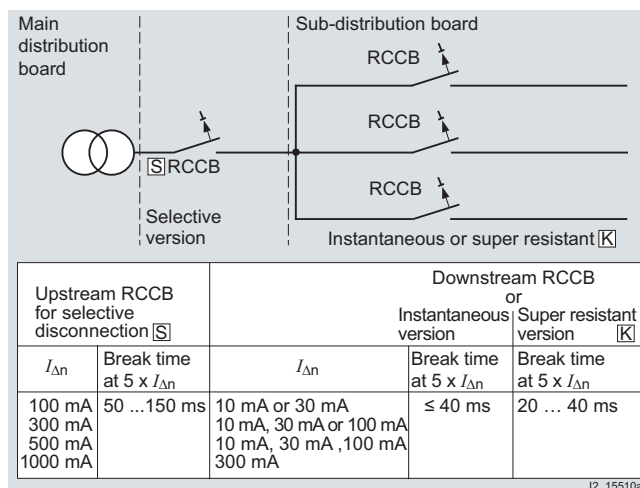 Main
distribution
board
Sub-distribution board
RCCB
RCCB
S RCCB
RCCB
Selective
version
Instantaneous or super resistant K
Upstream RCCB
for selective
disconnection S
Downstream RCCB
or
Instantaneous
version
Super resistant
version K
IΔn
Break time
at 5 x IΔn
IΔn
Break time
at 5 x IΔn
Break time
at 5 x IΔn
100 mA 50 ...150 ms 10 mA or 30 mA ≤ 40 ms 20 … 40 ms
300 mA 10 mA, 30 mA or 100 mA
500 mA 10 mA, 30 mA ,100 mA
1000 mA 300 mA
I2_15510a